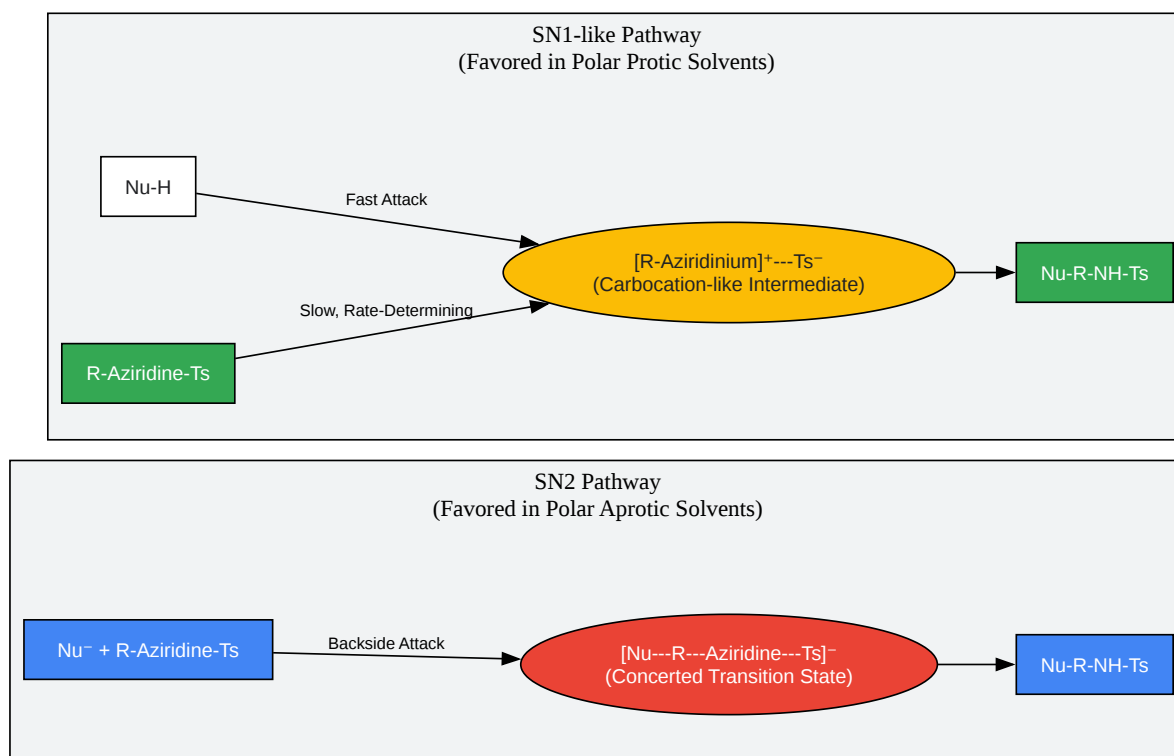 SN1-like Pathway
(Favored in Polar Protic Solvents)
Nu-H
Fast Attack
[R-Aziridinium]⁺---Ts⁻
(Carbocation-like Intermediate)
Nu-R-NH-Ts
Slow, Rate-Determining
R-Aziridine-Ts
SN2 Pathway
(Favored in Polar Aprotic Solvents)
Nu⁻ + R-Aziridine-Ts
Backside Attack
[Nu---R---Aziridine---Ts]⁻
(Concerted Transition State)
Nu-R-NH-Ts